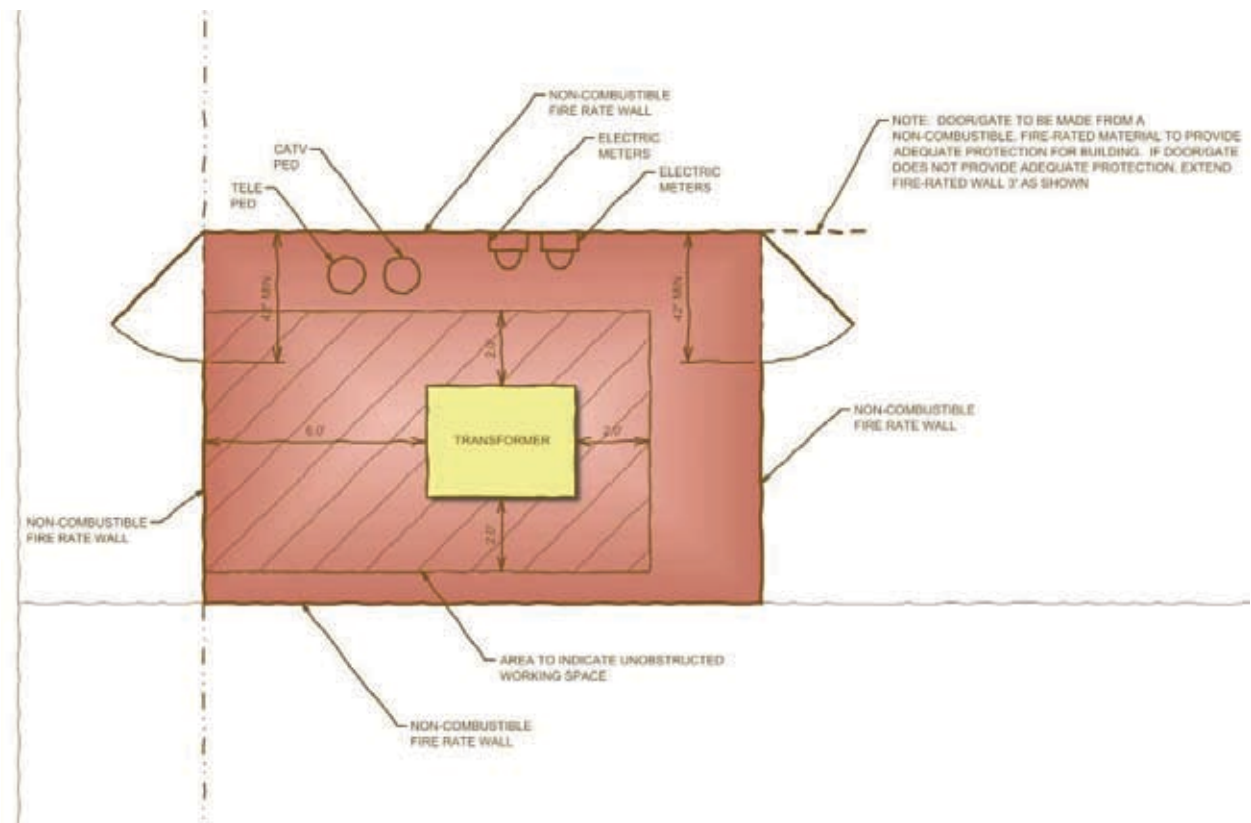 NON-COMBUSTIBLE
FIRE RATE WALL
ELECTRIC
METERS
CATV
PED
ELECTRIC
METERS
TELE
PED
NOTE: DOOR/GATE TO BE MADE FROM A
NON-COMBUSTIBLE, FIRE-RATED MATERIAL TO PROVIDE
ADEQUATE PROTECTION FOR BUILDING. IF DOOR/GATE
DOES NOT PROVIDE ADEQUATE PROTECTION, EXTEND
FIRE-RATED WALL 3' AS SHOWN
42" MIN
42" MIN
2.0'
6.0'
TRANSFORMER
2.0'
2.0'
NON-COMBUSTIBLE
FIRE RATE WALL
NON-COMBUSTIBLE
FIRE RATE WALL
AREA TO INDICATE UNOBSTRUCTED
WORKING SPACE
NON-COMBUSTIBLE
FIRE RATE WALL